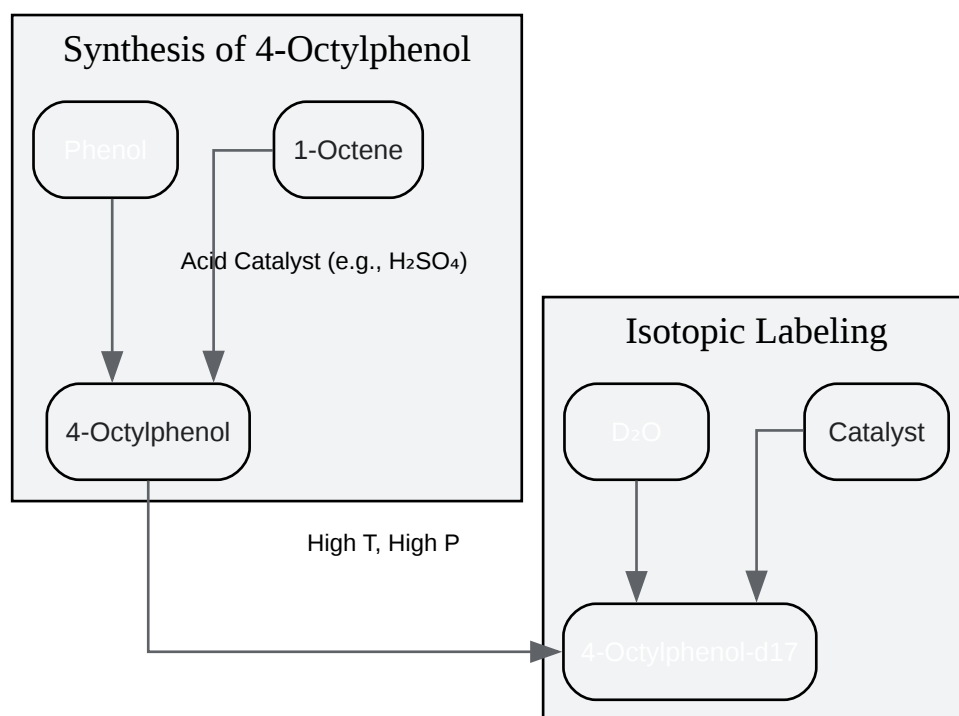 Synthesis of 4-Octylphenol
Phenol
1-Octene
Acid Catalyst (e.g., H₂SO₄)
4-Octylphenol
High T, High P
Isotopic Labeling
D₂O
Catalyst
4-Octylphenol-d17